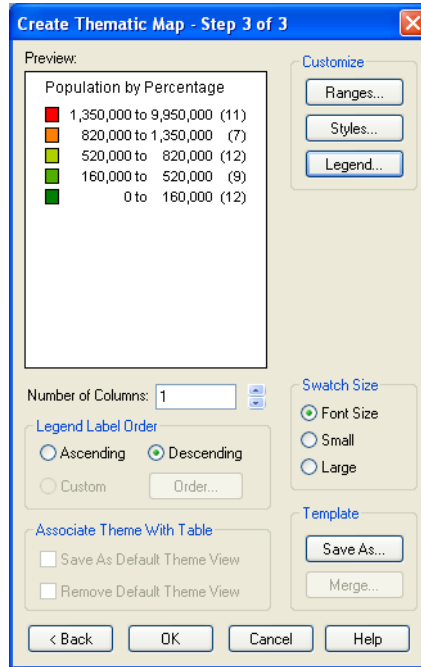 Create Thematic Map - Step 3 of 3
Preview:
Population by Percentage
1,350,000 to 9,950,000 (11)
820,000 to 1,350,000 (7)
520,000 to 820,000 (12)
160,000 to 520,000 (9)
0 to 160,000 (12)
Customize
Ranges...
Styles...
Legend...
Number of Columns: 1
Legend Label Order
Ascending Descending
Custom Order...
Swatch Size
Font Size
Small
Large
Associate Theme With Table
Save As Default Theme View
Remove Default Theme View
Template
Save As...
Merge...
< Back OK Cancel Help